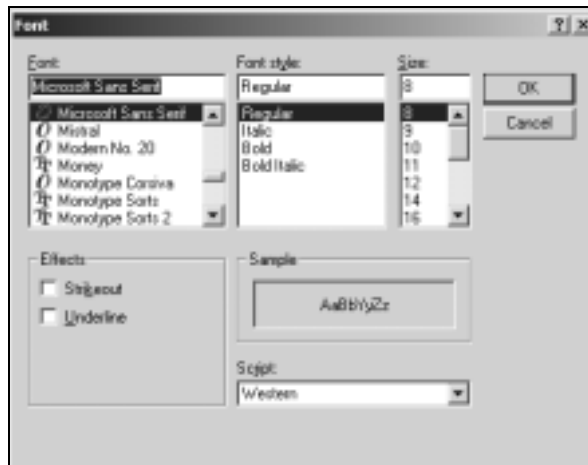 Font
Font:
Font style:
Size:
Microsoft Sans Serif
Regular
8
OK
Cancel
Microsoft Sans Serif
Mistral
Modern No. 20
Money
Monotype Corsiva
Monotype Sorts
Monotype Sorts 2
Regular
Italic
Bold
Bold Italic
8
9
10
11
12
14
16
Effects
Strikeout
Underline
Sample
AaBbYyZz
Script:
Western